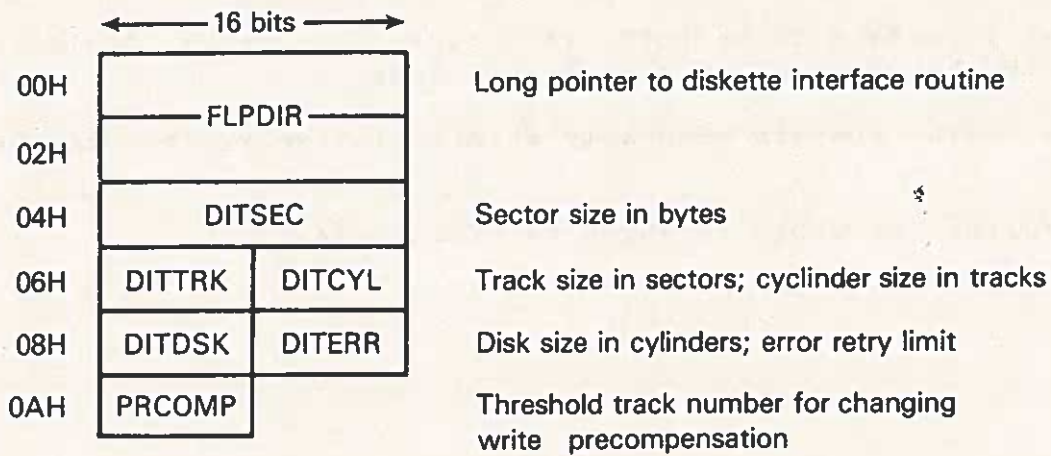 16 bits
00H Long pointer to diskette interface routine
FLPDIR
02H
04H DITSEC Sector size in bytes
06H DITTRK DITCYL Track size in sectors; cyclinder size in tracks
08H DITDSK DITERR Disk size in cylinders; error retry limit
0AH PRCOMP Threshold track number for changing
write precompensation